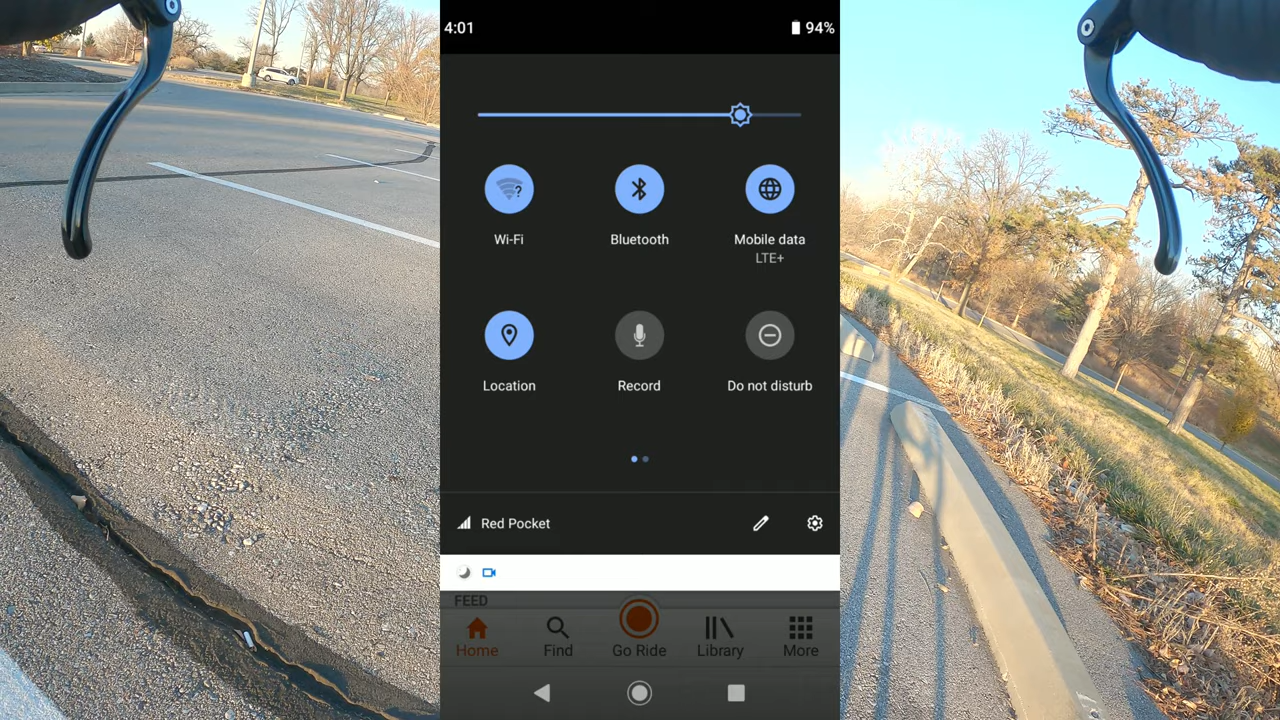 4:01 94%
Wi-Fi Bluetooth Mobile data
LTE+
Location Record Do not disturb
Red Pocket
FEED
Home Find Go Ride Library More